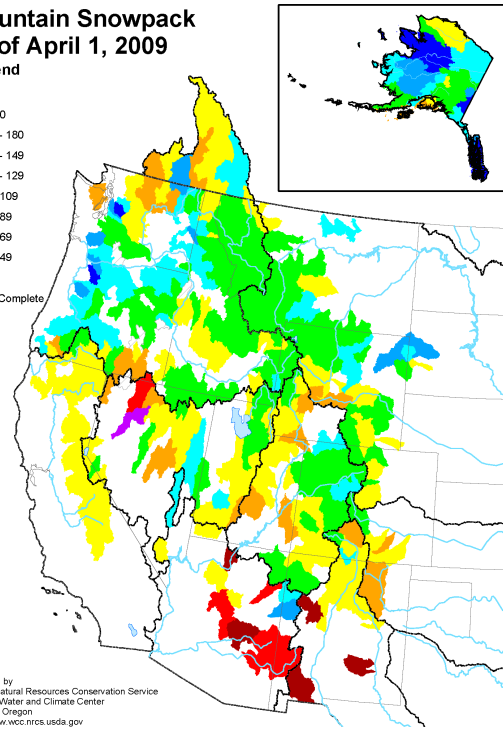 untain Snowpack
of April 1, 2009
end
0
- 180
- 149
- 129
109
89
69
49
Complete
by
atural Resources Conservation Service
Water and Climate Center
Oregon
w.wcc.nrcs.usda.gov